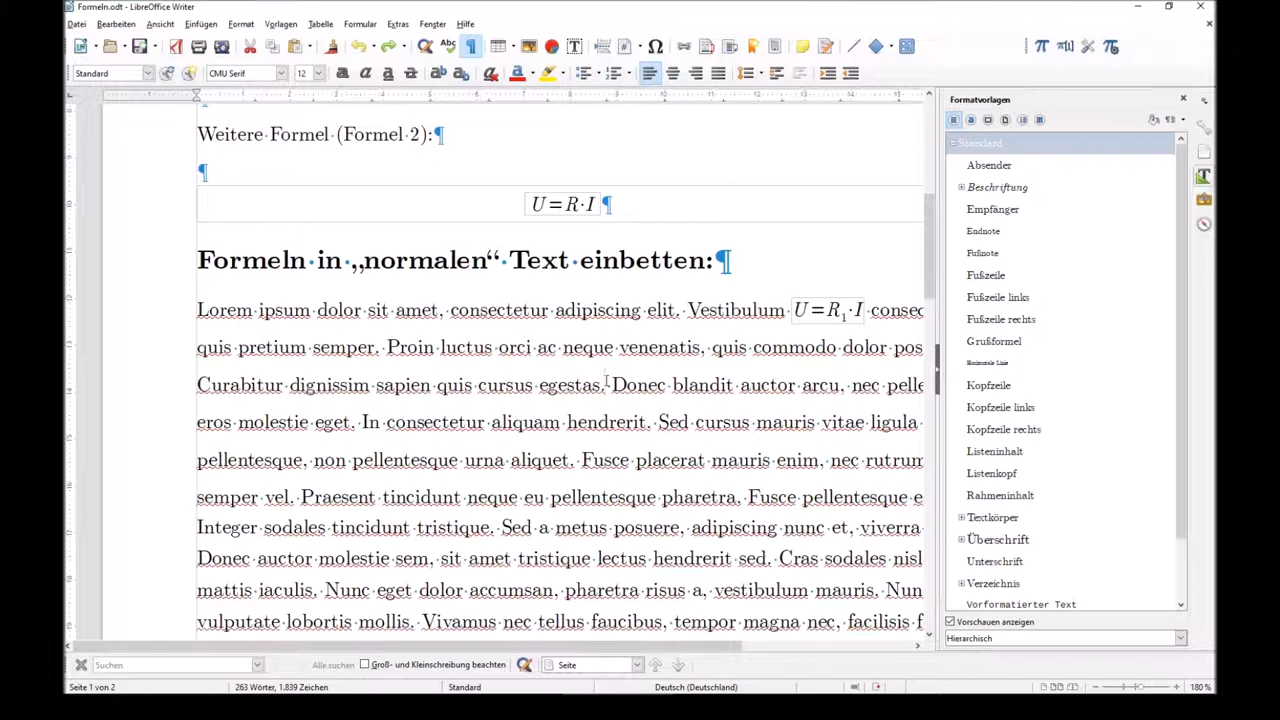 Formeln.odt - LibreOffice Writer
Datei Bearbeiten Ansicht Einfügen Format Vorlagen Tabelle Formular Extras Fenster Hilfe
Standard CMU Serif 12
Formatvorlagen
Weitere Formel (Formel 2):¶
¶
U=R·I ¶
Formeln in „normalen“ Text einbetten:¶
Lorem ipsum dolor sit amet, consectetur adipiscing elit. Vestibulum U=R₁·I consec
quis pretium semper. Proin luctus orci ac neque venenatis, quis commodo dolor pos
Curabitur dignissim sapien quis cursus egestas. Donec blandit auctor arcu, nec pelle
eros molestie eget. In consectetur aliquam hendrerit. Sed cursus mauris vitae ligula
pellentesque, non pellentesque urna aliquet. Fusce placerat mauris enim, nec rutrum
semper vel. Praesent tincidunt neque eu pellentesque pharetra. Fusce pellentesque e
Integer sodales tincidunt tristique. Sed a metus posuere, adipiscing nunc et, viverra
Donec auctor molestie sem, sit amet tristique lectus hendrerit sed. Cras sodales nisl
mattis iaculis. Nunc eget dolor accumsan, pharetra risus a, vestibulum mauris. Nun
vulputate lobortis mollis. Vivamus nec tellus faucibus, tempor magna nec, facilisis f
Standard
Absender
Beschriftung
Empfänger
Endnote
Fußnote
Fußzeile
Fußzeile links
Fußzeile rechts
Grußformel
Horizontale Linie
Kopfzeile
Kopfzeile links
Kopfzeile rechts
Listeninhalt
Listenkopf
Rahmeninhalt
Textkörper
Überschrift
Unterschrift
Verzeichnis
Vorformatierter Text
Vorschauen anzeigen
Hierarchisch
Suchen Alle suchen Groß- und Kleinschreibung beachten Seite
Seite 1 von 2 263 Wörter, 1.839 Zeichen Standard Deutsch (Deutschland) 180 %